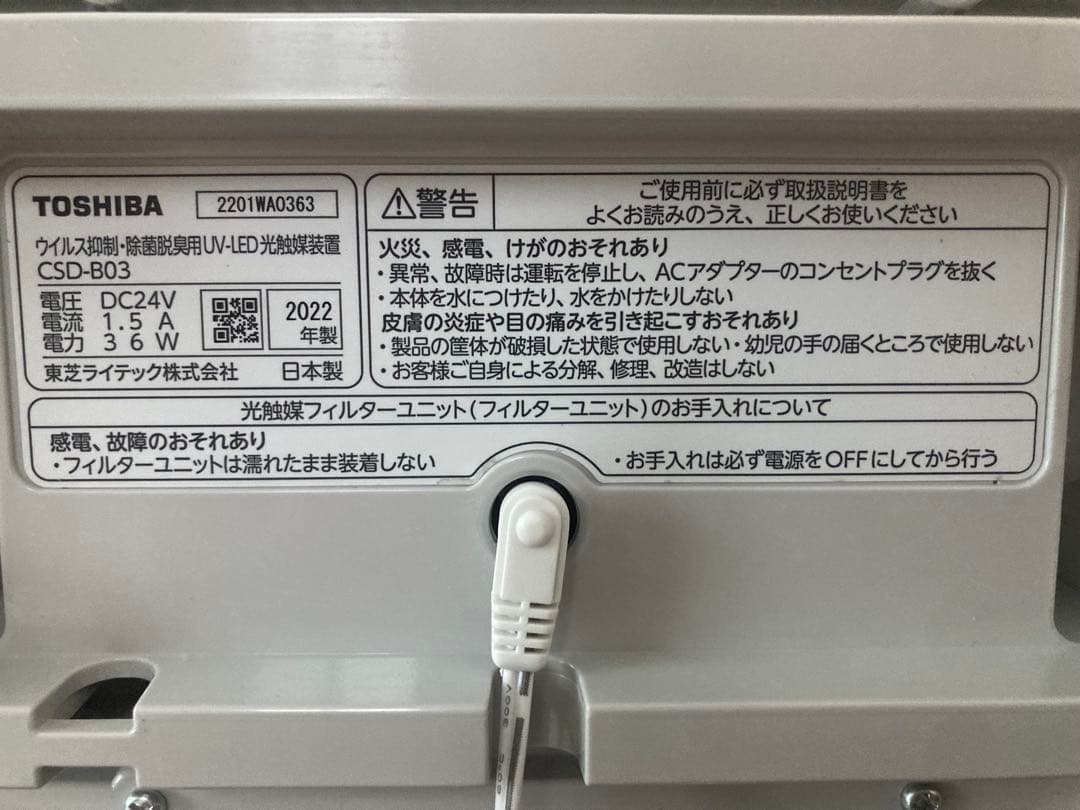 TOSHIBA 2201WA0363
ウイルス抑制・除菌脱臭用UV-LED光触媒装置
CSD-B03
電圧 DC24V
電流 1.5 A
電力 36 W
2022
年製
東芝ライテック株式会社 日本製
⚠警告
ご使用前に必ず取扱説明書を
よくお読みのうえ、正しくお使いください
火災、感電、けがのおそれあり
・異常、故障時は運転を停止し、ACアダプターのコンセントプラグを抜く
・本体を水につけたり、水をかけたりしない
皮膚の炎症や目の痛みを引き起こすおそれあり
・製品の筐体が破損した状態で使用しない・幼児の手の届くところで使用しない
・お客様ご自身による分解、修理、改造はしない
光触媒フィルターユニット(フィルターユニット)のお手入れについて
感電、故障のおそれあり
・フィルターユニットは濡れたまま装着しない
・お手入れは必ず電源をOFFにしてから行う